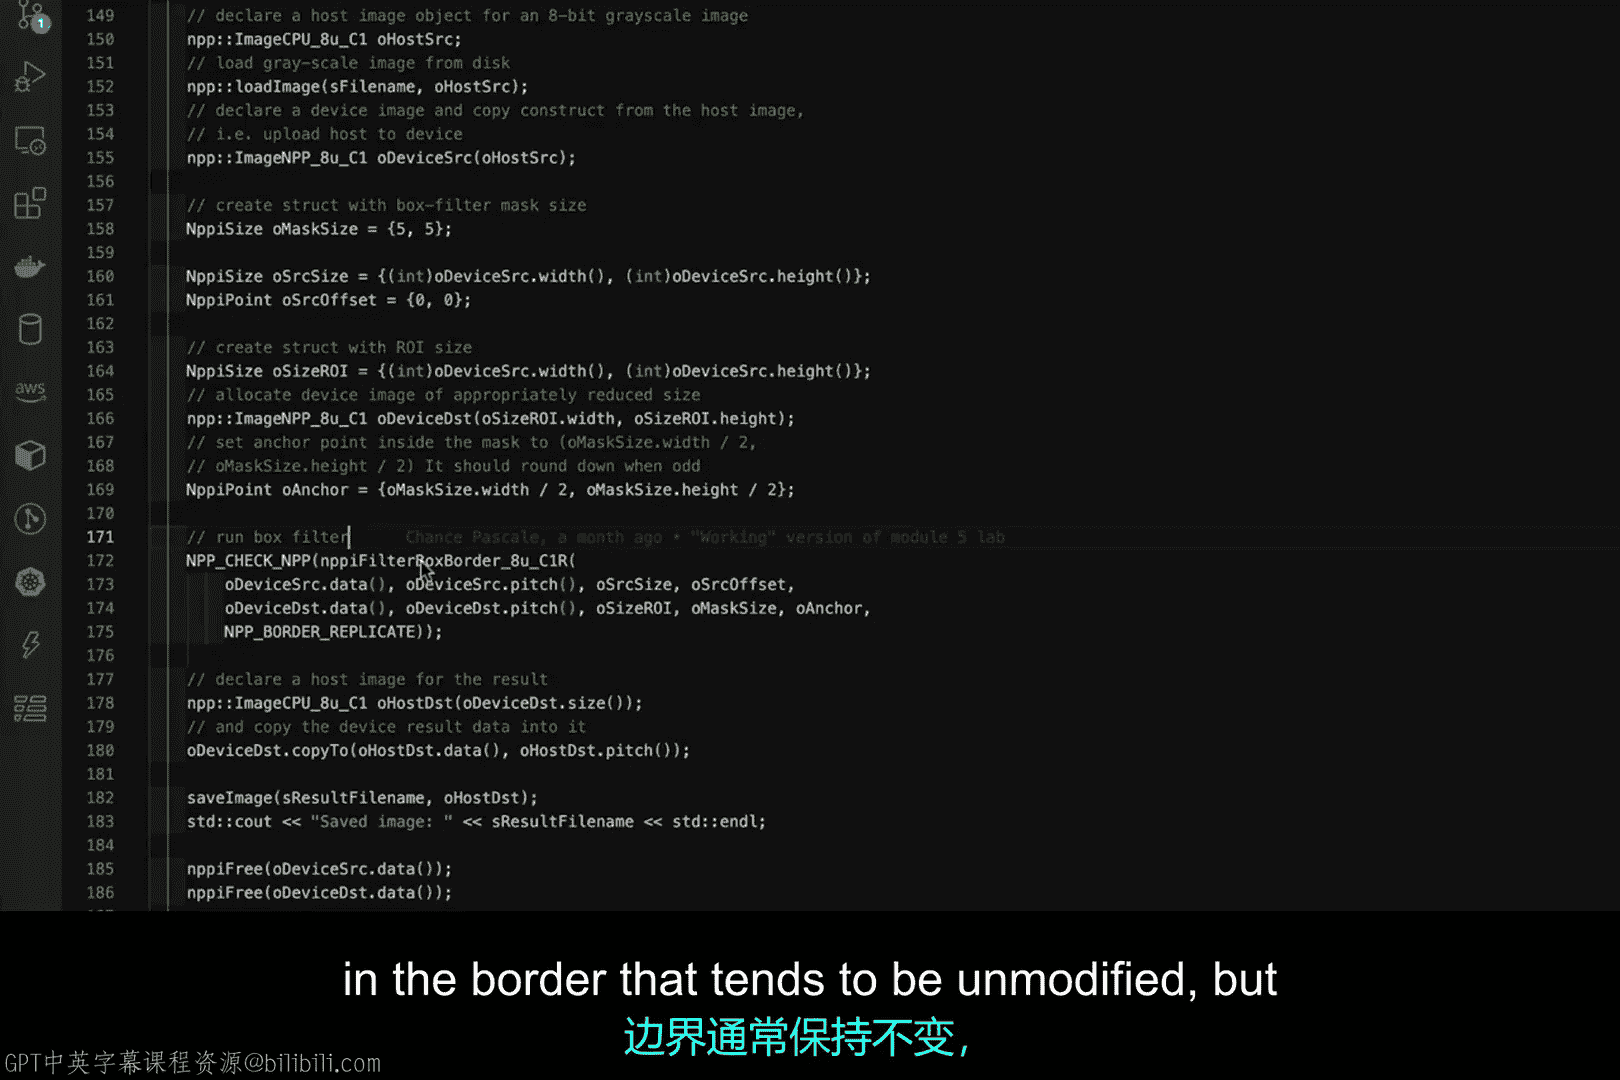 1
149 // declare a host image object for an 8-bit grayscale image
150 npp::ImageCPU_8u_C1 oHostSrc;
151 // load gray-scale image from disk
152 npp::loadImage(sFilename, oHostSrc);
153 // declare a device image and copy construct from the host image,
154 // i.e. upload host to device
155 npp::ImageNPP_8u_C1 oDeviceSrc(oHostSrc);
156
157 // create struct with box-filter mask size
158 NppiSize oMaskSize = {5, 5};
159
160 NppiSize oSrcSize = {(int)oDeviceSrc.width(), (int)oDeviceSrc.height()};
161 NppiPoint oSrcOffset = {0, 0};
162
163 // create struct with ROI size
164 NppiSize oSizeROI = {(int)oDeviceSrc.width(), (int)oDeviceSrc.height()};
165 // allocate device image of appropriately reduced size
166 npp::ImageNPP_8u_C1 oDeviceDst(oSizeROI.width, oSizeROI.height);
167 // set anchor point inside the mask to (oMaskSize.width / 2,
168 // oMaskSize.height / 2) It should round down when odd
169 NppiPoint oAnchor = {oMaskSize.width / 2, oMaskSize.height / 2};
170
171 // run box filter Chance Pascale, a month ago • "Working" version of module 5 lab
172 NPP_CHECK_NPP(nppiFilterBoxBorder_8u_C1R(
173 oDeviceSrc.data(), oDeviceSrc.pitch(), oSrcSize, oSrcOffset,
174 oDeviceDst.data(), oDeviceDst.pitch(), oSizeROI, oMaskSize, oAnchor,
175 NPP_BORDER_REPLICATE));
176
177 // declare a host image for the result
178 npp::ImageCPU_8u_C1 oHostDst(oDeviceDst.size());
179 // and copy the device result data into it
180 oDeviceDst.copyTo(oHostDst.data(), oHostDst.pitch());
181
182 saveImage(sResultFilename, oHostDst);
183 std::cout << "Saved image: " << sResultFilename << std::endl;
184
185 nppiFree(oDeviceSrc.data());
186 nppiFree(oDeviceDst.data());
aws
in the border that tends to be unmodified, but
边界通常保持不变，
GPT中英字幕课程资源@bilibili.com